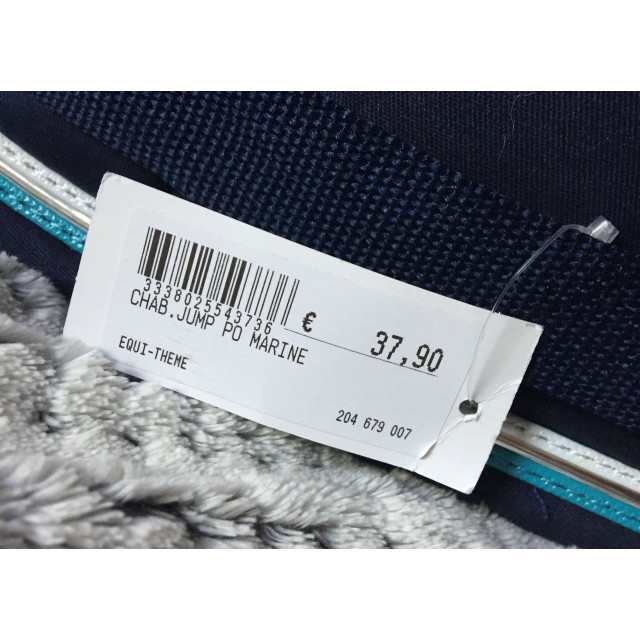 3338025543736
CHAB.JUMP PO MARINE
€ 37,90
EQUI-THEME
204 679 007